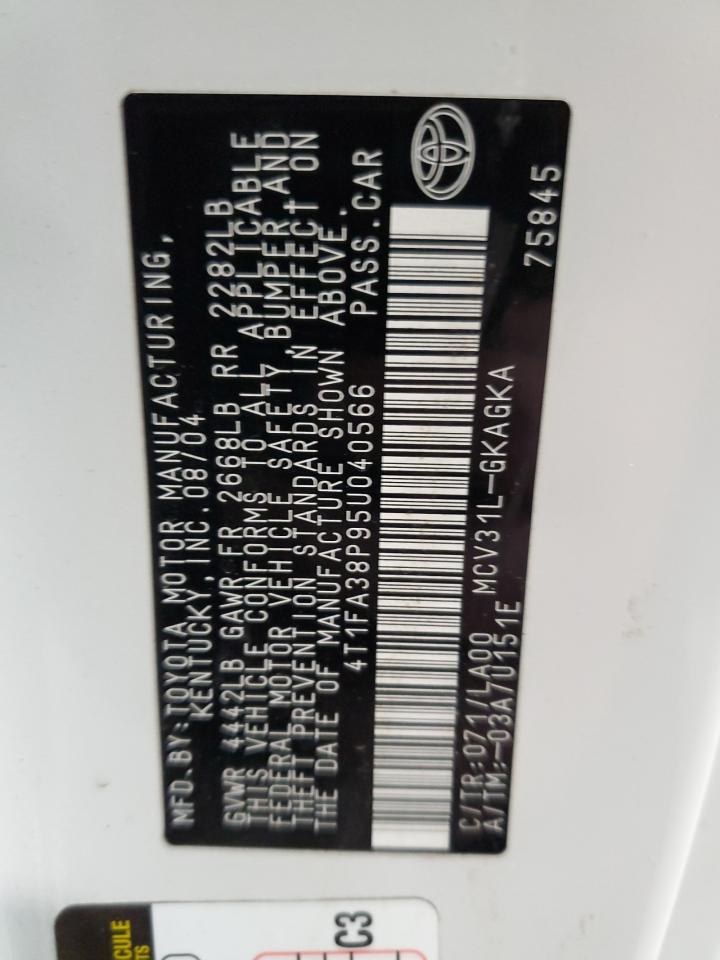 MFD.BY:TOYOTA MOTOR MANUFACTURING,
KENTUCKY, INC.08/04
GVWR 4442LB GAWR FR 2668LB RR 2282LB
THIS VEHICLE CONFORMS TO ALL APPLICABLE
FEDERAL MOTOR VEHICLE SAFETY, BUMPER, AND
THEFT PREVENTION STANDARDS IN EFFECT ON
THE DATE OF MANUFACTURE SHOWN ABOVE.
4T1FA38P95U040566 PASS.CAR
C/TR:071/LA00 MCV31L-GKAGKA
A/TM:-03A/U151E 75845
CULE
TS
C3